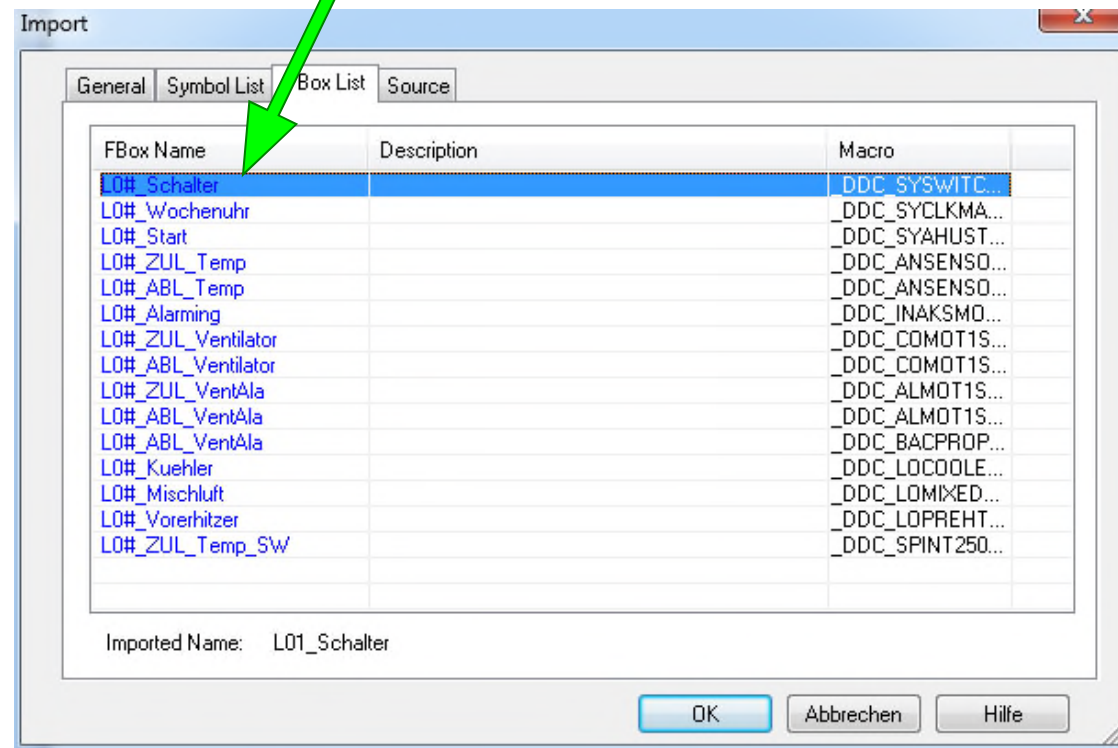 Import
General Symbol List Box List Source
FBox Name Description Macro
L0#_Schalter _DDC_SYSWITC...
L0#_Wochenuhr _DDC_SYCLKMA...
L0#_Start _DDC_SYAHUST...
L0#_ZUL_Temp _DDC_ANSENSO...
L0#_ABL_Temp _DDC_ANSENSO...
L0#_Alarming _DDC_INAKSMO...
L0#_ZUL_Ventilator _DDC_COMOT1S...
L0#_ABL_Ventilator _DDC_COMOT1S...
L0#_ZUL_VentAla _DDC_ALMOT1S...
L0#_ABL_VentAla _DDC_ALMOT1S...
L0#_ABL_VentAla _DDC_BACPROP...
L0#_Kuehler _DDC_LOCOOLE...
L0#_Mischluft _DDC_LOMIXED...
L0#_Vorerhitzer _DDC_LOPREHT...
L0#_ZUL_Temp_SW _DDC_SPINT250...
Imported Name: L01_Schalter
OK Abbrechen Hilfe